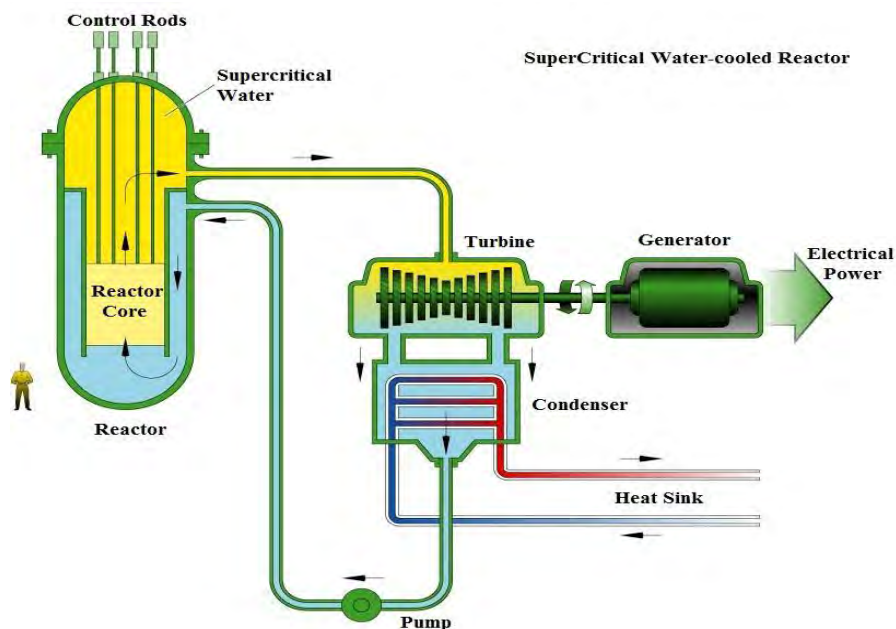 Control Rods
SuperCritical Water-cooled Reactor
Supercritical
Water
Turbine
Generator
Electrical
Power
Reactor
Core
Condenser
Reactor
Heat Sink
Pump